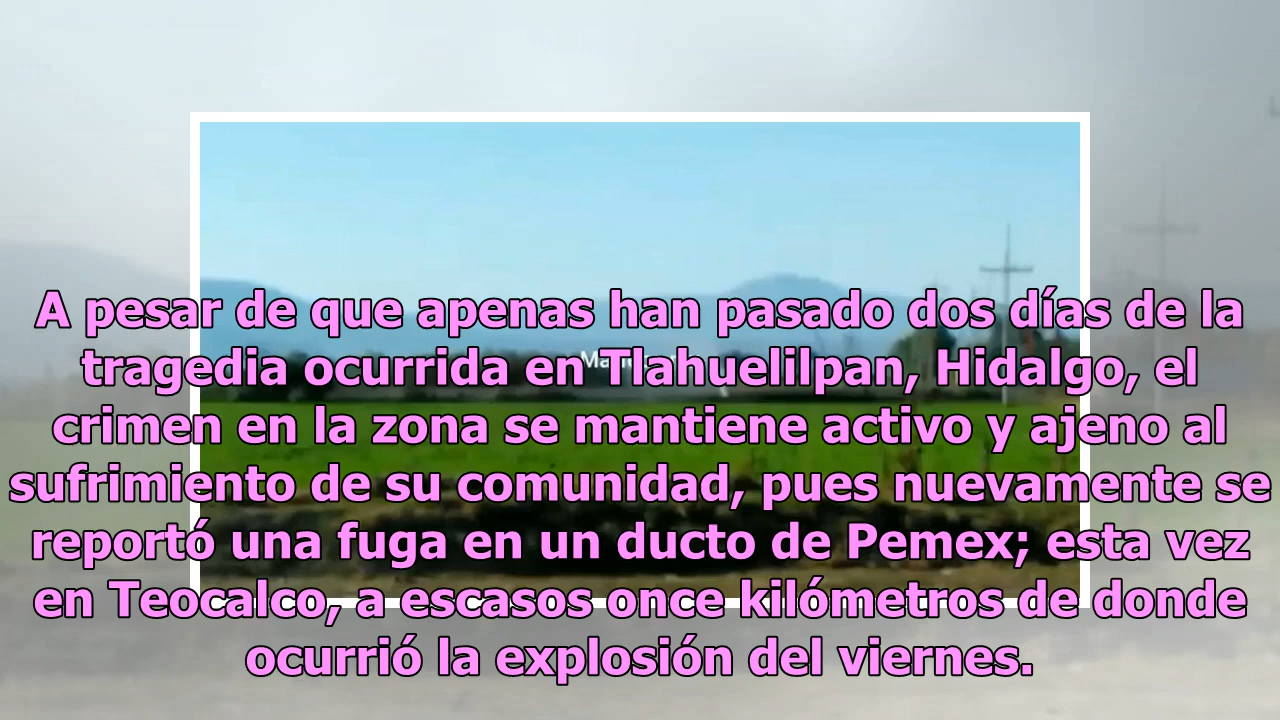 A pesar de que apenas han pasado dos días de la
tragedia ocurrida en Tlahuelilpan, Hidalgo, el
crimen en la zona se mantiene activo y ajeno al
sufrimiento de su comunidad, pues nuevamente se
reportó una fuga en un ducto de Pemex; esta vez
en Teocalco, a escasos once kilómetros de donde
ocurrió la explosión del viernes.